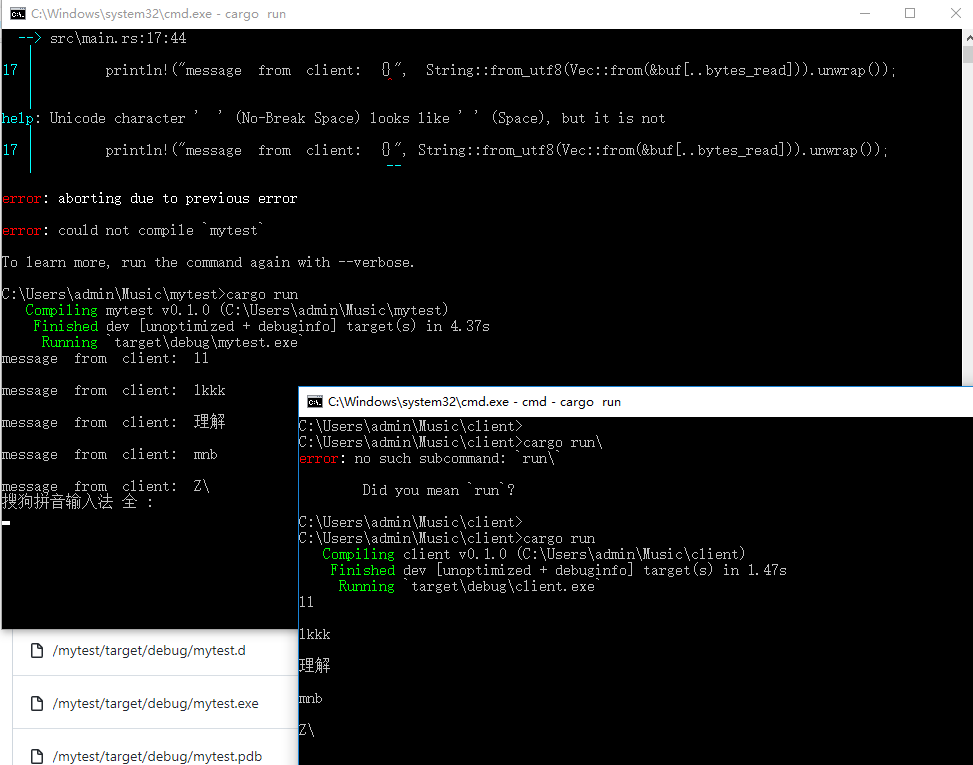 C:\Windows\system32\cmd.exe - cargo  run
--> src\main.rs:17:44
17          println!("message  from  client:  {}",  String::from_utf8(Vec::from(&buf[..bytes_read])).unwrap());
help: Unicode character ' ' (No-Break Space) looks like ' ' (Space), but it is not
17          println!("message  from  client:  {}", String::from_utf8(Vec::from(&buf[..bytes_read])).unwrap());
error: aborting due to previous error
error: could not compile `mytest`
To learn more, run the command again with --verbose.
C:\Users\admin\Music\mytest>cargo run
Compiling mytest v0.1.0 (C:\Users\admin\Music\mytest)
Finished dev [unoptimized + debuginfo] target(s) in 4.37s
Running `target\debug\mytest.exe`
message  from  client:  ll
message  from  client:  lkkk
message  from  client:  理解
message  from  client:  mnb
message  from  client:  Z\
搜狗拼音输入法 全 :
C:\Windows\system32\cmd.exe - cmd - cargo  run
C:\Users\admin\Music\client>
C:\Users\admin\Music\client>cargo run\
error: no such subcommand: `run\`
Did you mean `run`?
C:\Users\admin\Music\client>
C:\Users\admin\Music\client>cargo run
Compiling client v0.1.0 (C:\Users\admin\Music\client)
Finished dev [unoptimized + debuginfo] target(s) in 1.47s
Running `target\debug\client.exe`
ll
lkkk
理解
mnb
Z\
/mytest/target/debug/mytest.d
/mytest/target/debug/mytest.exe
/mytest/target/debug/mytest.pdb